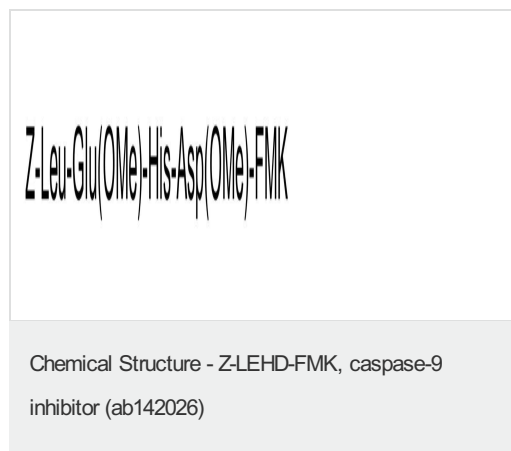 Z-Leu-Glu(OMe)-His-Asp(OMe)-FMK
Chemical Structure - Z-LEHD-FMK, caspase-9
inhibitor (ab142026)